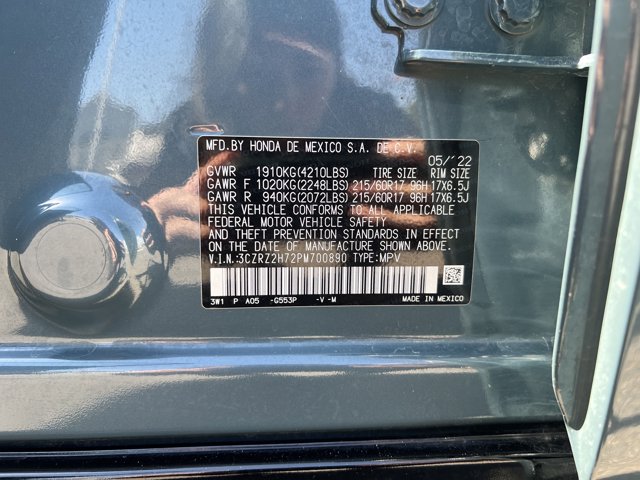 MFD.BY HONDA DE MEXICO S.A. DE C.V. 05/'22
GVWR 1910KG(4210LBS) TIRE SIZE RIM SIZE
GAWR F 1020KG(2248LBS) 215/60R17 96H 17X6.5J
GAWR R 940KG(2072LBS) 215/60R17 96H 17X6.5J
THIS VEHICLE CONFORMS TO ALL APPLICABLE
FEDERAL MOTOR VEHICLE SAFETY
AND THEFT PREVENTION STANDARDS IN EFFECT
ON THE DATE OF MANUFACTURE SHOWN ABOVE.
V.I.N.:3CZRZ2H72PM700890 TYPE:MPV
3W1 P A05 -G553P -V-M MADE IN MEXICO